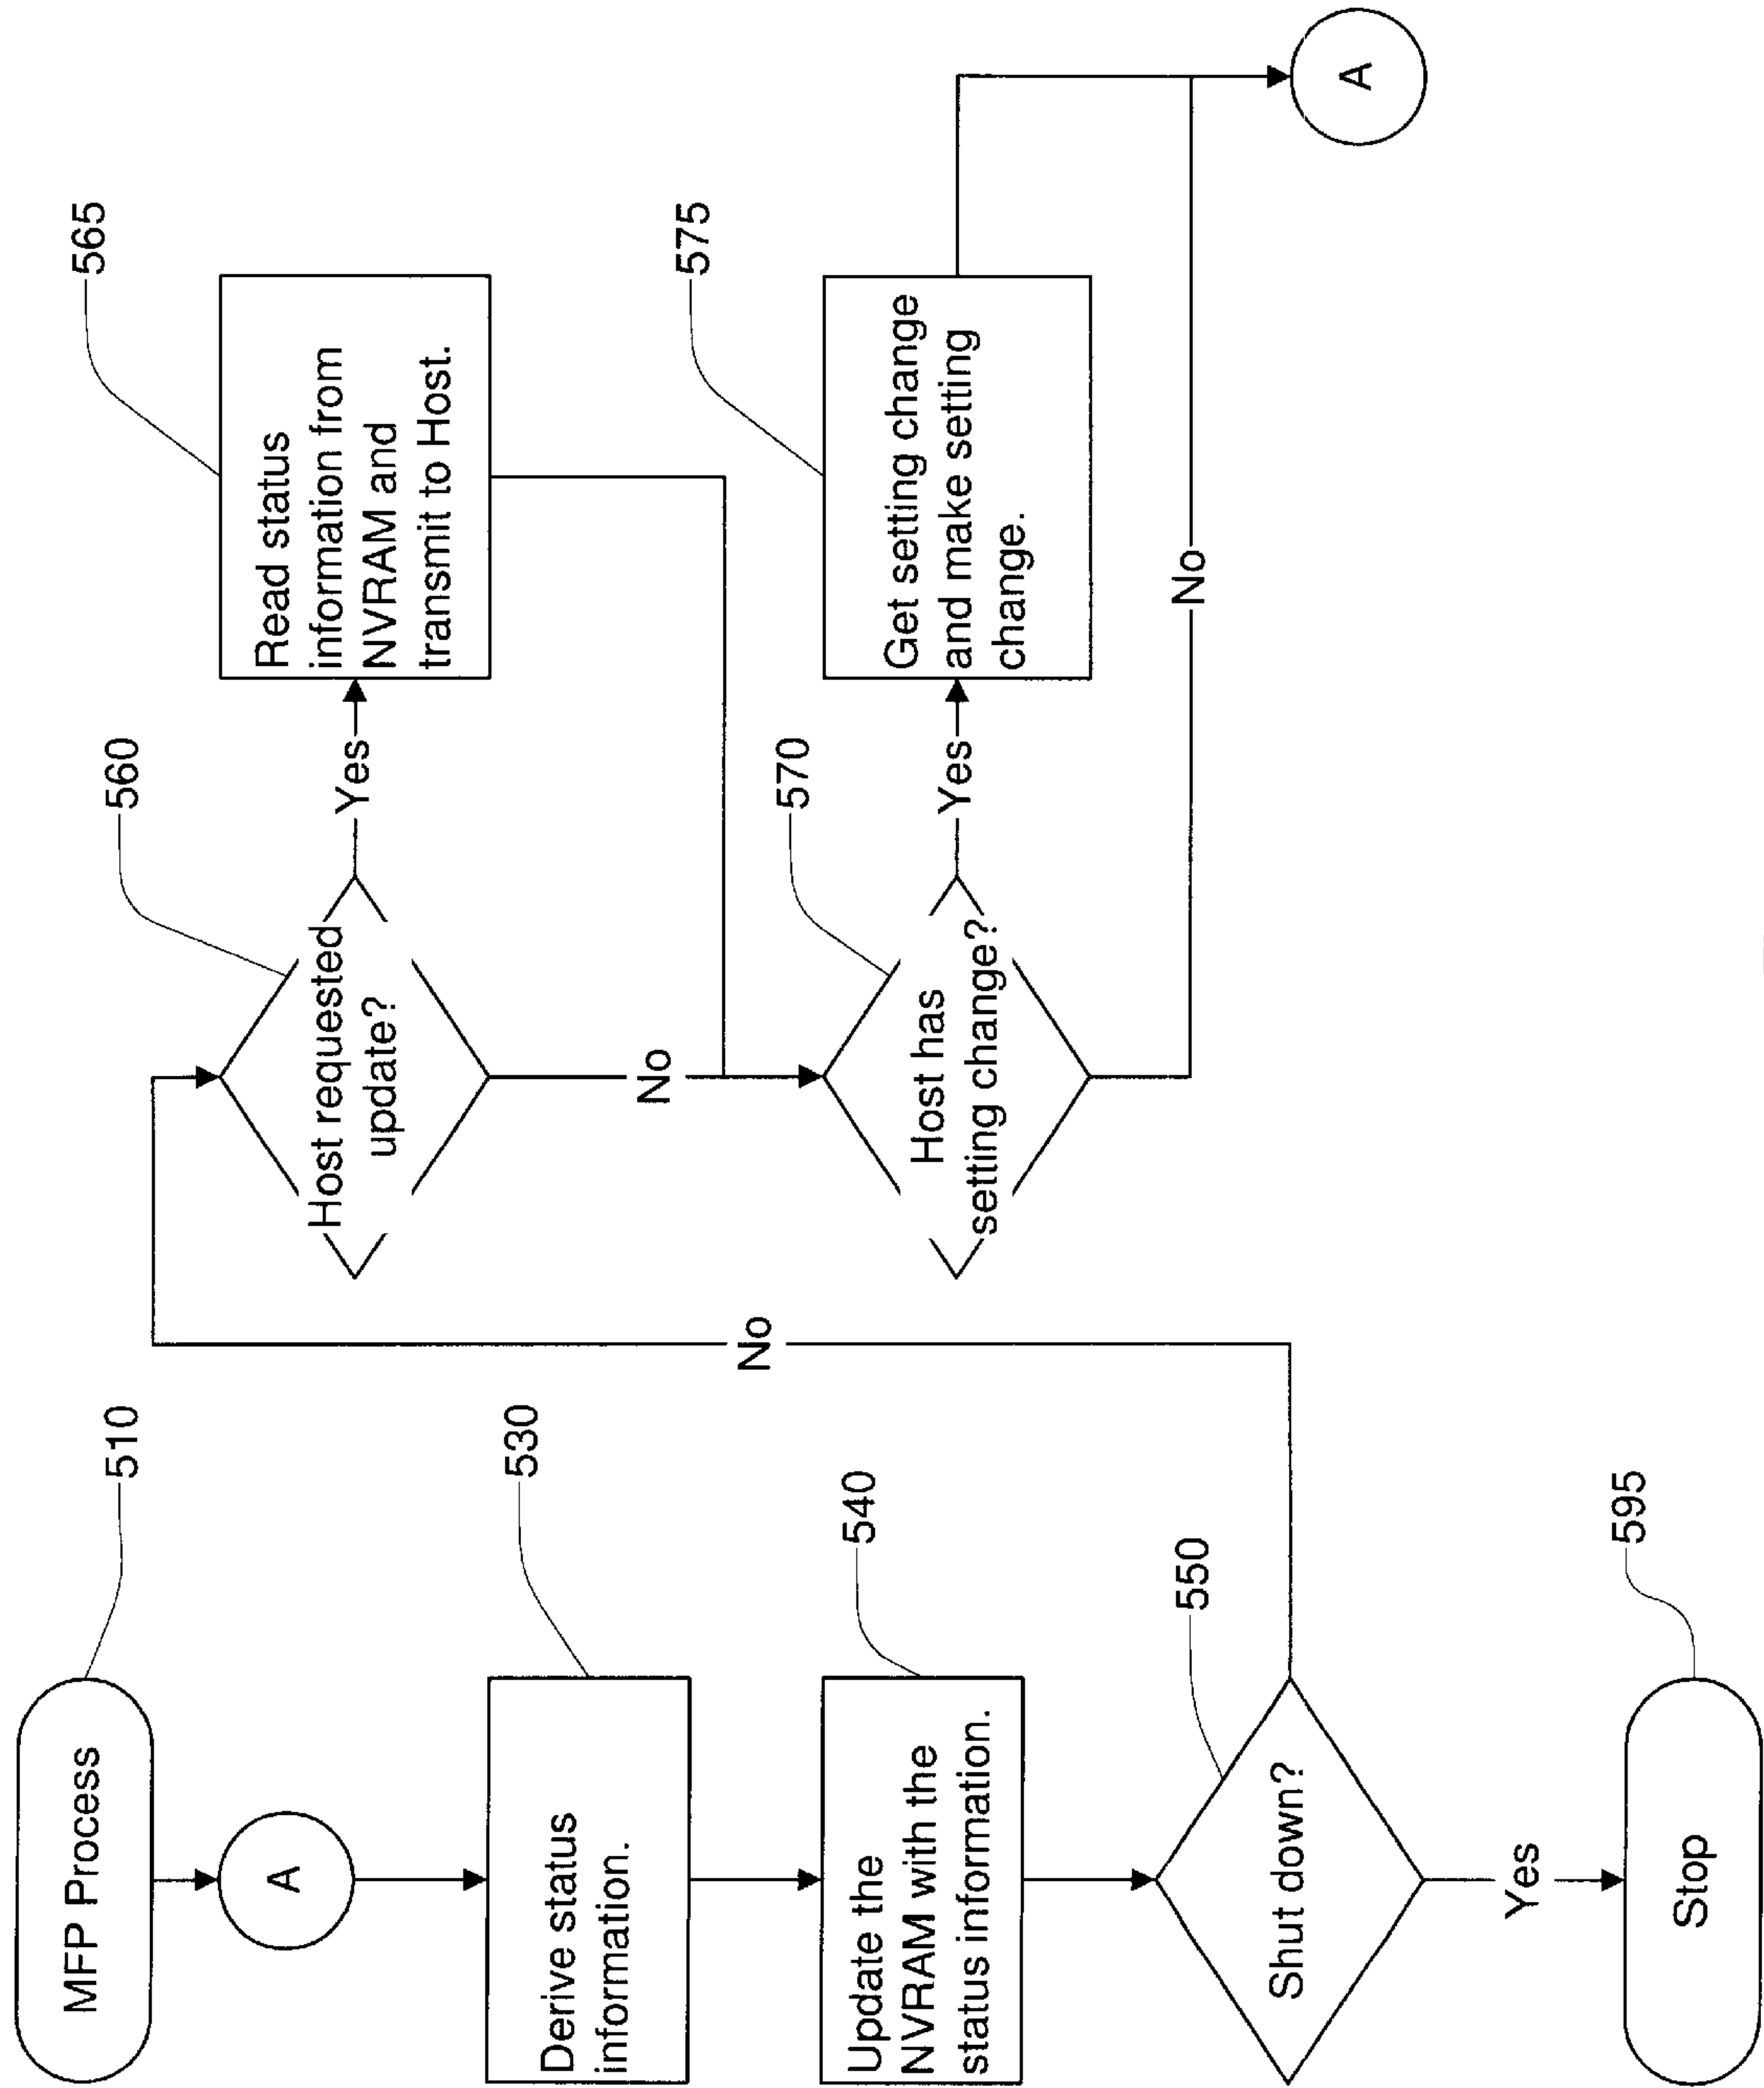 MFP Process
510
A
Derive status
information.
530
Update the
NVRAM with the
status information.
540
Shut down?
550
No
Yes
Stop
595
Host requested
update?
560
Yes
Read status
information from
NVRAM and
transmit to Host.
565
No
Host has
setting change?
570
Yes
Get setting change
and make setting
change.
575
No
A